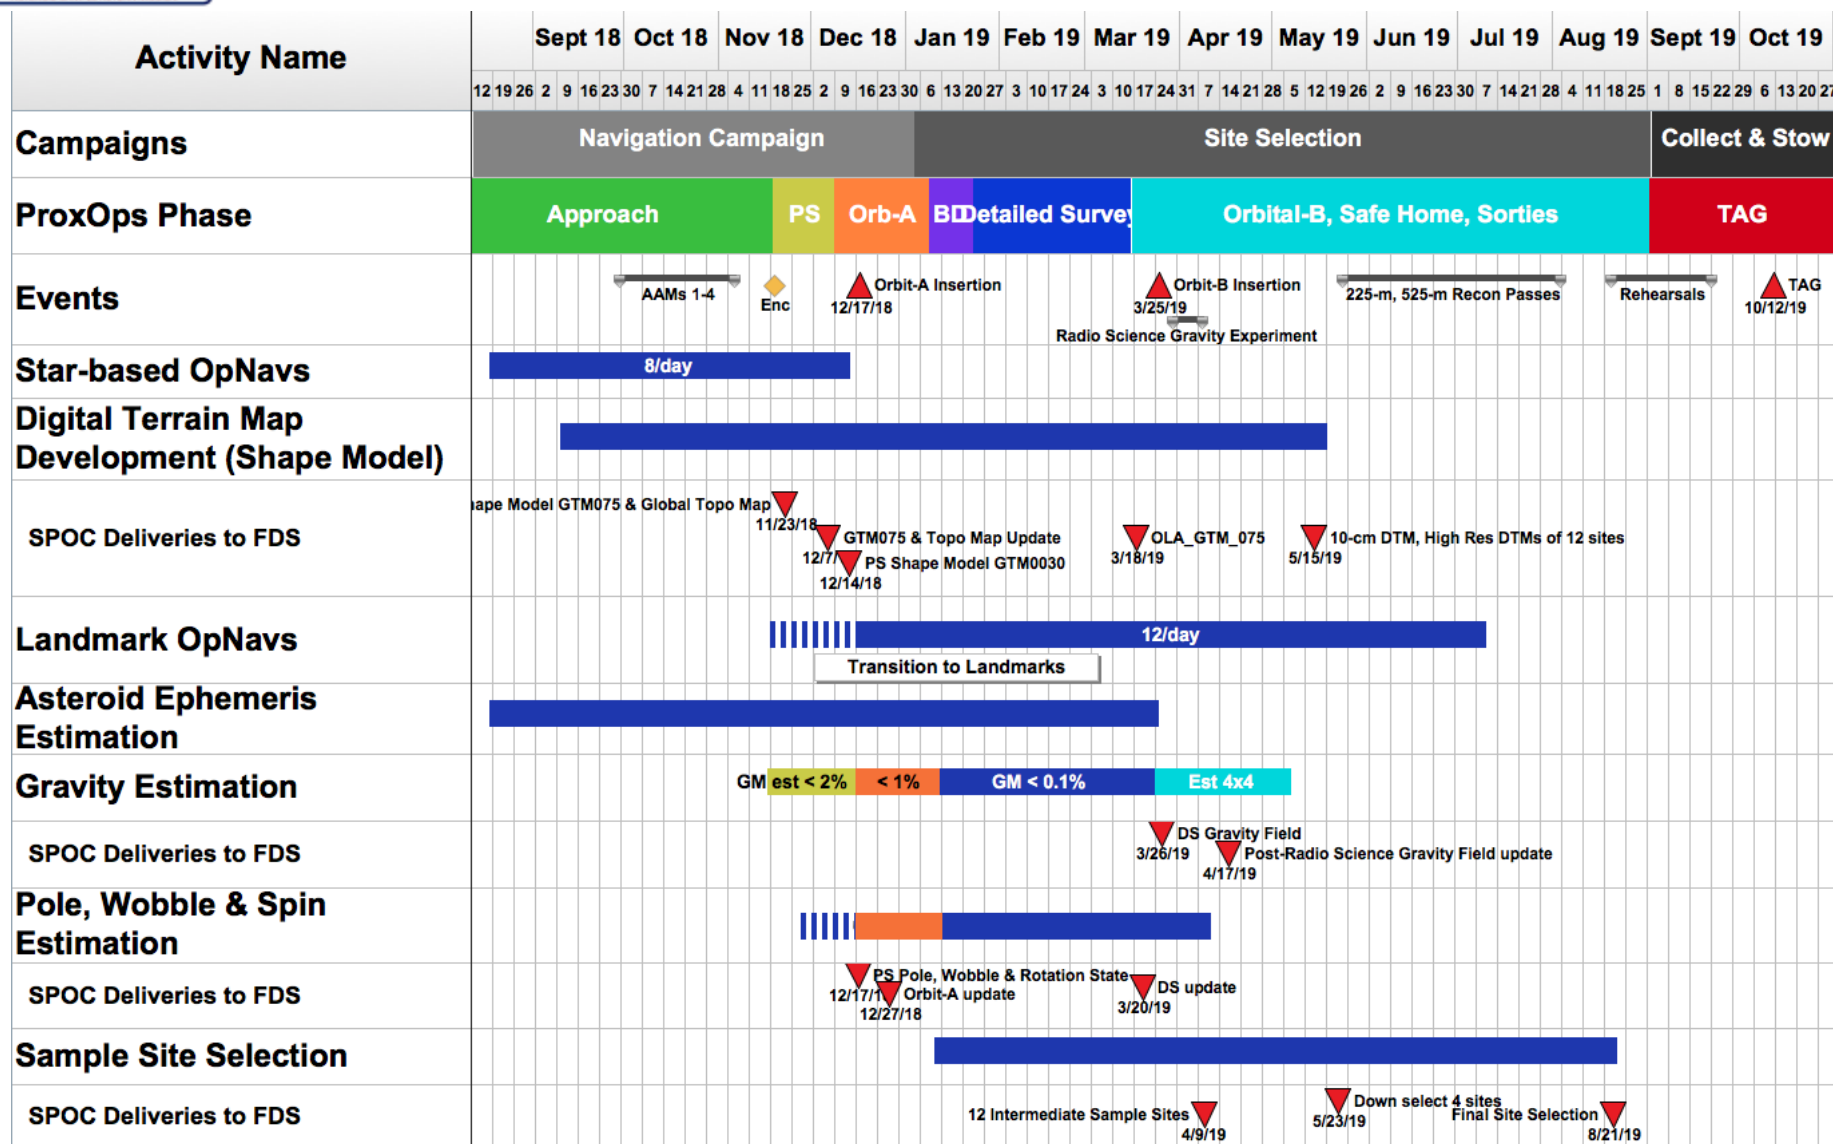 Activity Name
Sept 18 Oct 18 Nov 18 Dec 18 Jan 19 Feb 19 Mar 19 Apr 19 May 19 Jun 19 Jul 19 Aug 19 Sept 19 Oct 19
12 19 26 2 9 16 23 30 7 14 21 28 4 11 18 25 2 9 16 23 30 6 13 20 27 3 10 17 24 3 10 17 24 31 7 14 21 28 5 12 19 26 2 9 16 23 30 7 14 21 28 4 11 18 25 1 8 15 22 29 6 13 20 27
Campaigns
Navigation Campaign
Site Selection
Collect & Stow
ProxOps Phase
Approach
PS
Orb-A
BD
Detailed Survey
Orbital-B, Safe Home, Sorties
TAG
Events
AAMs 1-4
Enc
Orbit-A Insertion
12/17/18
Orbit-B Insertion
3/25/19
Radio Science Gravity Experiment
225-m, 525-m Recon Passes
Rehearsals
TAG
10/12/19
Star-based OpNavs
8/day
Digital Terrain Map
Development (Shape Model)
SPOC Deliveries to FDS
ape Model GTM075 & Global Topo Map
11/23/18
GTM075 & Topo Map Update
12/7/
PS Shape Model GTM0030
12/14/18
OLA_GTM_075
3/18/19
10-cm DTM, High Res DTMs of 12 sites
5/15/19
Landmark OpNavs
12/day
Transition to Landmarks
Asteroid Ephemeris
Estimation
Gravity Estimation
GM est < 2%
< 1%
GM < 0.1%
Est 4x4
SPOC Deliveries to FDS
DS Gravity Field
3/26/19
Post-Radio Science Gravity Field update
4/17/19
Pole, Wobble & Spin
Estimation
SPOC Deliveries to FDS
PS Pole, Wobble & Rotation State
12/17/18
Orbit-A update
12/27/18
DS update
3/20/19
Sample Site Selection
SPOC Deliveries to FDS
12 Intermediate Sample Sites
4/9/19
Down select 4 sites
5/23/19
Final Site Selection
8/21/19